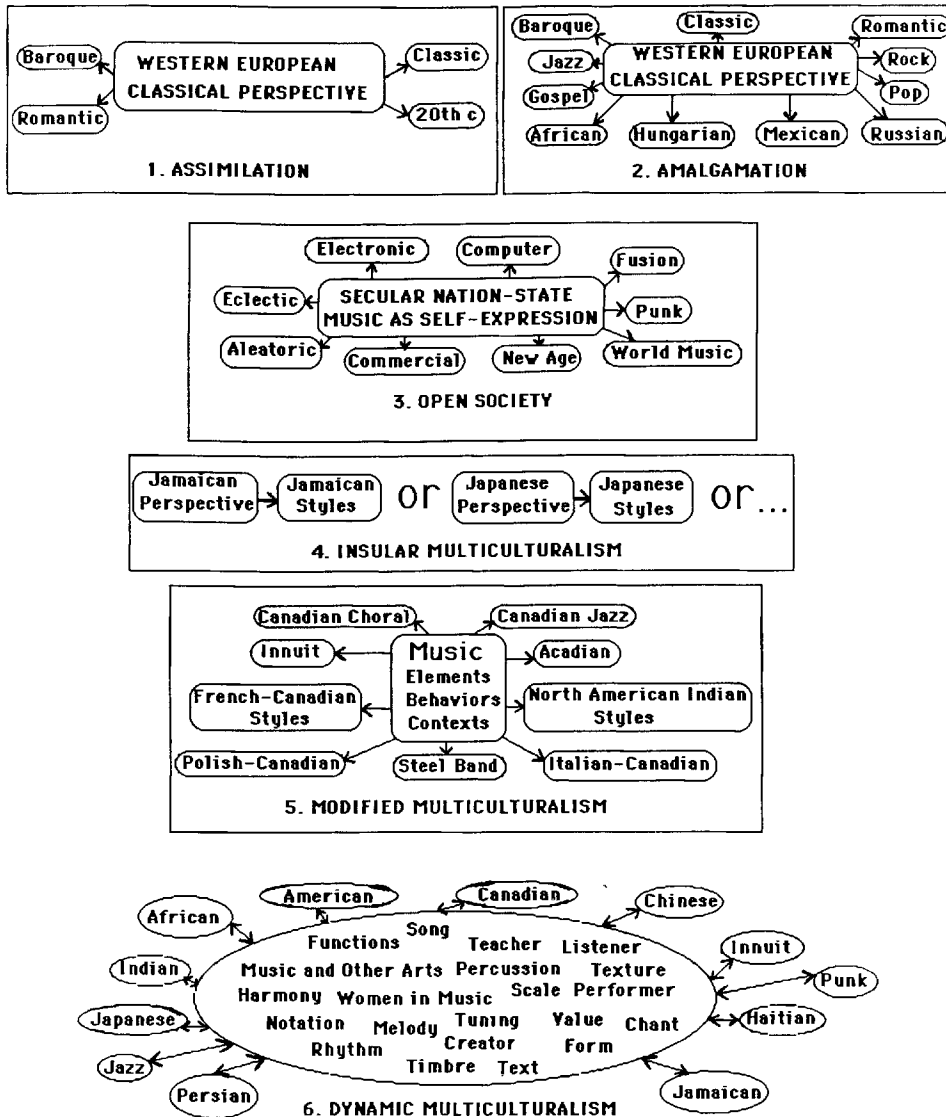 Baroque
WESTERN EUROPEAN
CLASSICAL PERSPECTIVE
Classic
Romantic
20th c
1. ASSIMILATION
Baroque
Classic
Romantic
WESTERN EUROPEAN
CLASSICAL PERSPECTIVE
Jazz
Rock
Gospel
Pop
African
Hungarian
Mexican
Russian
2. AMALGAMATION
Electronic
Computer
Fusion
Eclectic
SECULAR NATION-STATE
MUSIC AS SELF-EXPRESSION
Punk
Aleatoric
Commercial
New Age
World Music
3. OPEN SOCIETY
Jamaican
Perspective
Jamaican
Styles
or
Japanese
Perspective
Japanese
Styles
or...
4. INSULAR MULTICULTURALISM
Canadian Choral
Canadian Jazz
Innuit
Music
Elements
Behaviors
Contexts
Acadian
French-Canadian
Styles
North American Indian
Styles
Polish-Canadian
Steel Band
Italian-Canadian
5. MODIFIED MULTICULTURALISM
African
American
Canadian
Chinese
Indian
Innuit
Punk
Functions Song Teacher Listener
Music and Other Arts Percussion Texture
Harmony Women in Music Scale Performer
Notation Melody Tuning Value Chant
Rhythm Creator Form
Timbre Text
Japanese
Haitian
Jazz
Persian
Jamaican
6. DYNAMIC MULTICULTURALISM